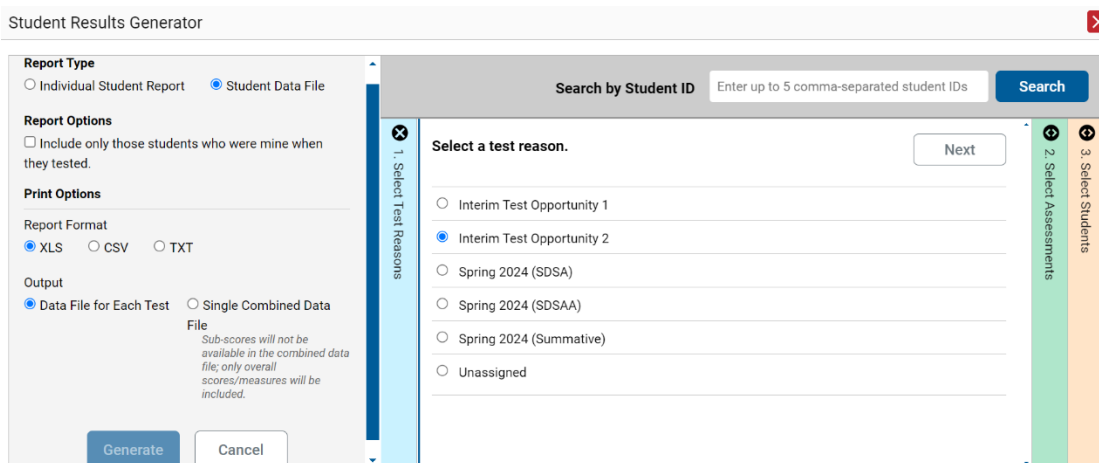 Student Results Generator
Report Type
Individual Student Report
Student Data File
Report Options
Include only those students who were mine when
they tested.
Print Options
Report Format
XLS
CSV
TXT
Output
Data File for Each Test
Single Combined Data
File
Sub-scores will not be
available in the combined data
file; only overall
scores/measures will be
included.
Generate
Cancel
Search by Student ID
Enter up to 5 comma-separated student IDs
Search
1. Select Test Reasons
Select a test reason.
Next
Interim Test Opportunity 1
Interim Test Opportunity 2
Spring 2024 (SDSA)
Spring 2024 (SDSAA)
Spring 2024 (Summative)
Unassigned
2. Select Assessments
3. Select Students